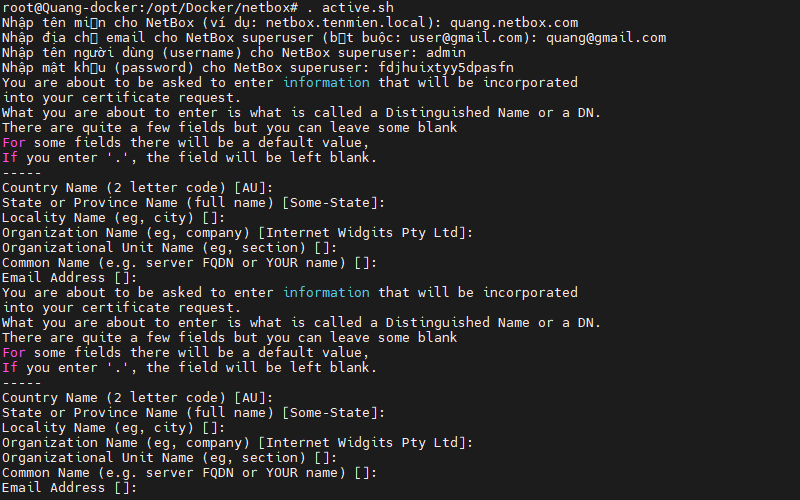 root@Quang-docker:/opt/Docker/netbox# . active.sh
Nhập tên cho NetBox (ví dụ: netbox.tenmien.local): quang.netbox.com
Nhập địa email cho NetBox superuser buộc: user@gmail.com): quang@gmail.com
Nhập tên người dùng (username) cho NetBox superuser: admin
Nhập mật (password) cho NetBox superuser: fdjhuixtyy5dpasfn
You are about to be asked to enter information that will be incorporated
into your certificate request.
What you are about to enter is what is called a Distinguished Name or a DN.
There are quite a few fields but you can leave some blank
For some fields there will be a default value,
If you enter '.', the field will be left blank.
-----
Country Name (2 letter code) [AU]:
State or Province Name (full name) [Some-State]:
Locality Name (eg, city) []:
Organization Name (eg, company) [Internet Widgits Pty Ltd]:
Organizational Unit Name (eg, section) []:
Common Name (e.g. server FQDN or YOUR name) []:
Email Address []:
You are about to be asked to enter information that will be incorporated
into your certificate request.
What you are about to enter is what is called a Distinguished Name or a DN.
There are quite a few fields but you can leave some blank
For some fields there will be a default value,
If you enter '.', the field will be left blank.
-----
Country Name (2 letter code) [AU]:
State or Province Name (full name) [Some-State]:
Locality Name (eg, city) []:
Organization Name (eg, company) [Internet Widgits Pty Ltd]:
Organizational Unit Name (eg, section) []:
Common Name (e.g. server FQDN or YOUR name) []:
Email Address []: